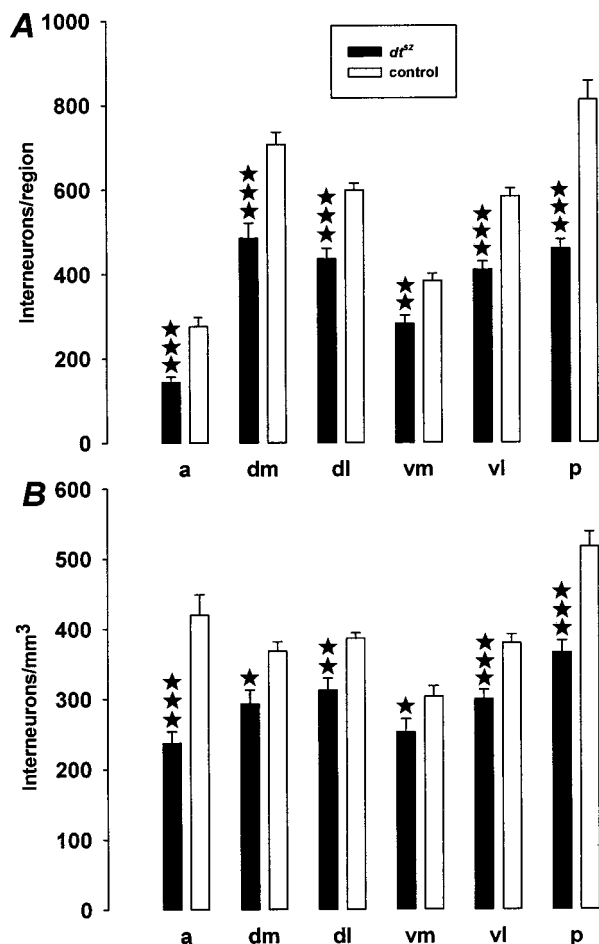 A
1000
800
600
400
200
0
Interneurons/region
dt^sz
control
a dm dl vm vl p
B
600
500
400
300
200
100
0
Interneurons/mm³
a dm dl vm vl p